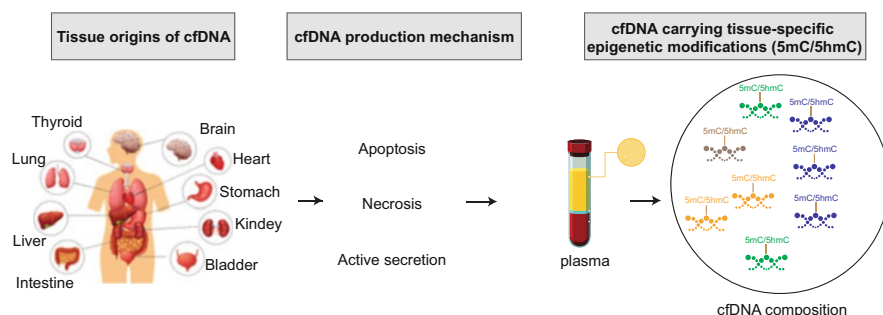 Tissue origins of cfDNA
cfDNA production mechanism
cfDNA carrying tissue-specific
epigenetic modifications (5mC/5hmC)
Thyroid
Lung
Liver
Intestine
Brain
Heart
Stomach
Kindey
Bladder
Apoptosis
Necrosis
Active secretion
plasma
5mC/5hmC
5mC/5hmC
5mC/5hmC
5mC/5hmC
5mC/5hmC
5mC/5hmC
5mC/5hmC
5mC/5hmC
cfDNA composition